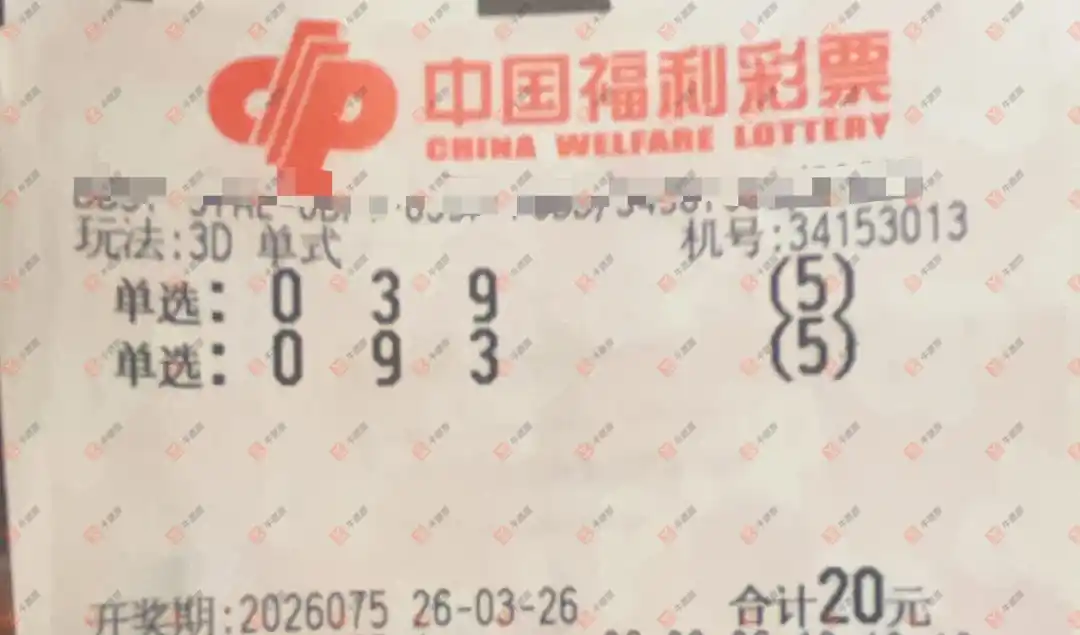 中国福利彩票
CHINA WELFARE LOTTERY
玩法:3D 单式 机号:34153013
单选: 0 3 9 (5)
单选: 0 9 3 (5)
开奖期:2026075 26-03-26 合计20元